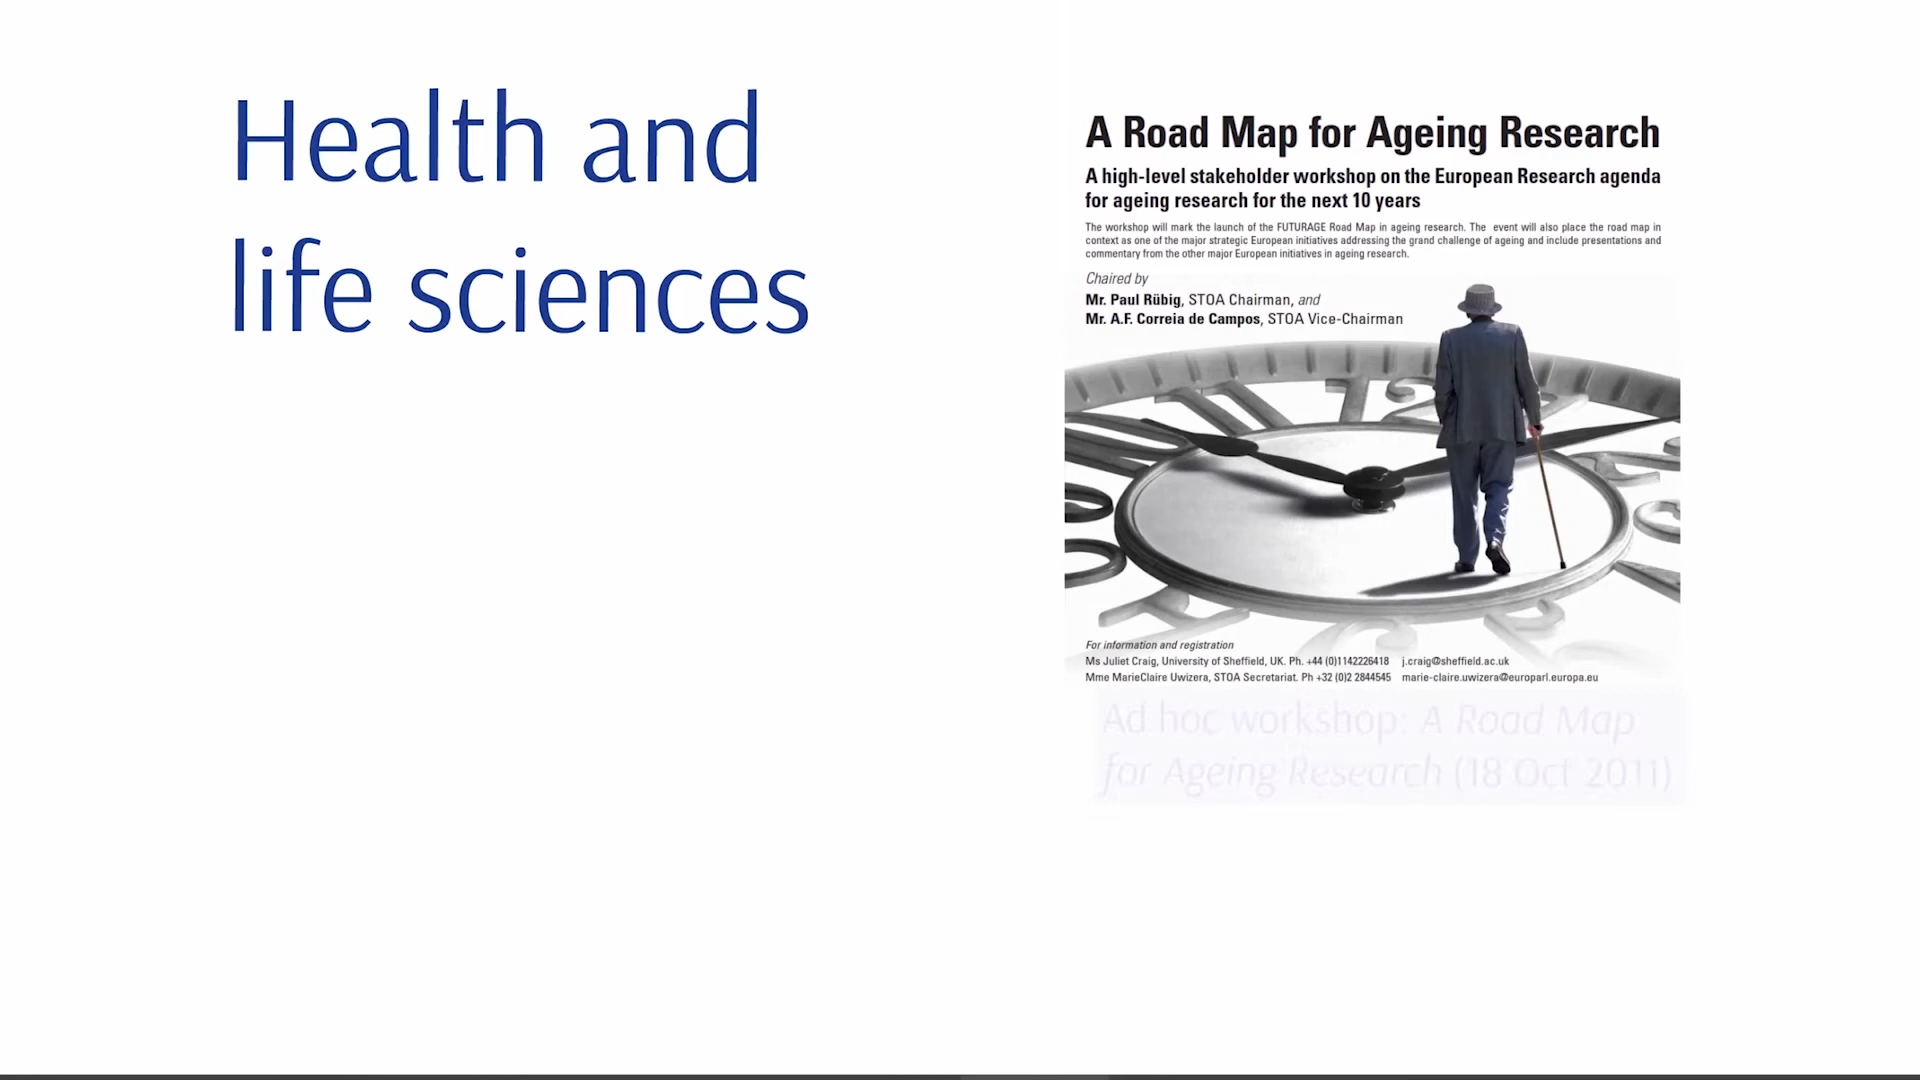 Health and
life sciences
A Road Map for Ageing Research
A high-level stakeholder workshop on the European Research agenda
for ageing research for the next 10 years
The workshop will mark the launch of the FUTURAGE Road Map in ageing research. The event will also place the road map in
context as one of the major strategic European initiatives addressing the grand challenge of ageing and include presentations and
commentary from the other major European initiatives in ageing research.
Chaired by
Mr. Paul Rübig, STOA Chairman, and
Mr. A.F. Correia de Campos, STOA Vice-Chairman
12
For information and registration
Ms Juliet Craig, University of Sheffield, UK. Ph. +44 (0)1142226418 j.craig@sheffield.ac.uk
Mme MarieClaire Uwizera, STOA Secretariat. Ph +32 (0)2 2844545 marie-claire.uwizera@europarl.europa.eu
Ad hoc workshop: A Road Map
for Ageing Research (18 Oct 2011)